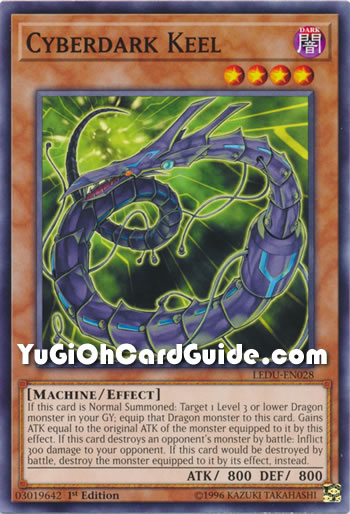 Cyberdark Keel
DARK
闇
YuGiOhCardGuide.com
LEDU-EN028
[Machine/Effect]
If this card is Normal Summoned: Target 1 Level 3 or lower Dragon
monster in your GY; equip that Dragon monster to this card. Gains
ATK equal to the original ATK of the monster equipped to it by this
effect. If this card destroys an opponent's monster by battle: Inflict
300 damage to your opponent. If this card would be destroyed by
battle, destroy the monster equipped to it by its effect, instead.
ATK/ 800 DEF/ 800
03019642 1st Edition ©1996 KAZUKI TAKAHASHI